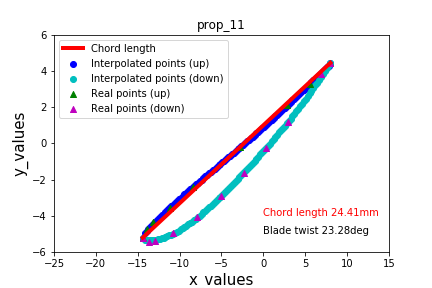 prop_11
Chord length
Interpolated points (up)
Interpolated points (down)
Real points (up)
Real points (down)
6
4
2
0
−2
−4
−6
y_values
Chord length 24.41mm
Blade twist 23.28deg
−25 −20 −15 −10 −5 0 5 10 15
x_values